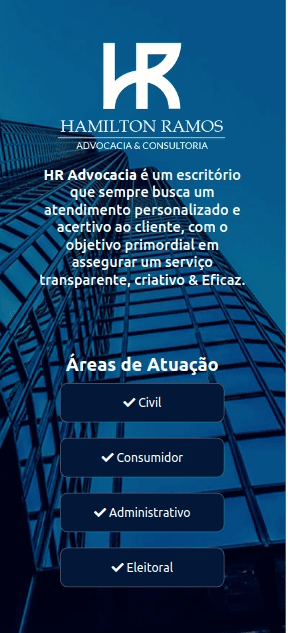 HR
HAMILTON RAMOS
ADVOCACIA & CONSULTORIA
HR Advocacia é um escritório
que sempre busca um
atendimento personalizado e
acertivo ao cliente, com o
objetivo primordial em
assegurar um serviço
transparente, criativo & Eficaz.
Áreas de Atuação
Civil
Consumidor
Administrativo
Eleitoral